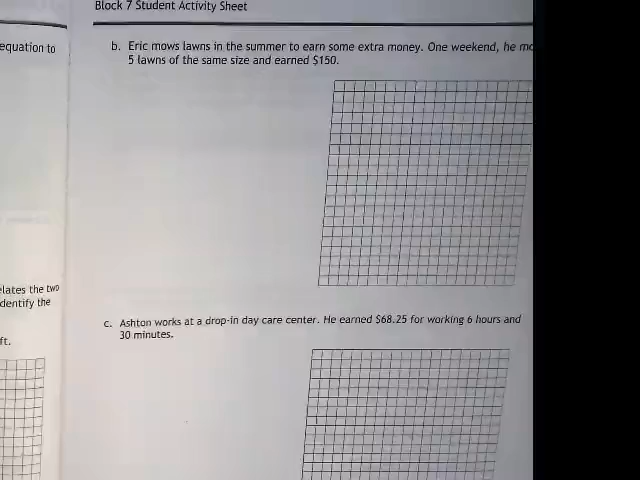 Block 7 Student Activity Sheet
equation to
b. Eric mows lawns in the summer to earn some extra money. One weekend, he
5 lawns of the same size and earned $150.
the two
the
ft.
c. Ashton works at a drop-in day care center. He earned $68.25 for working 6 hours and
30 minutes.